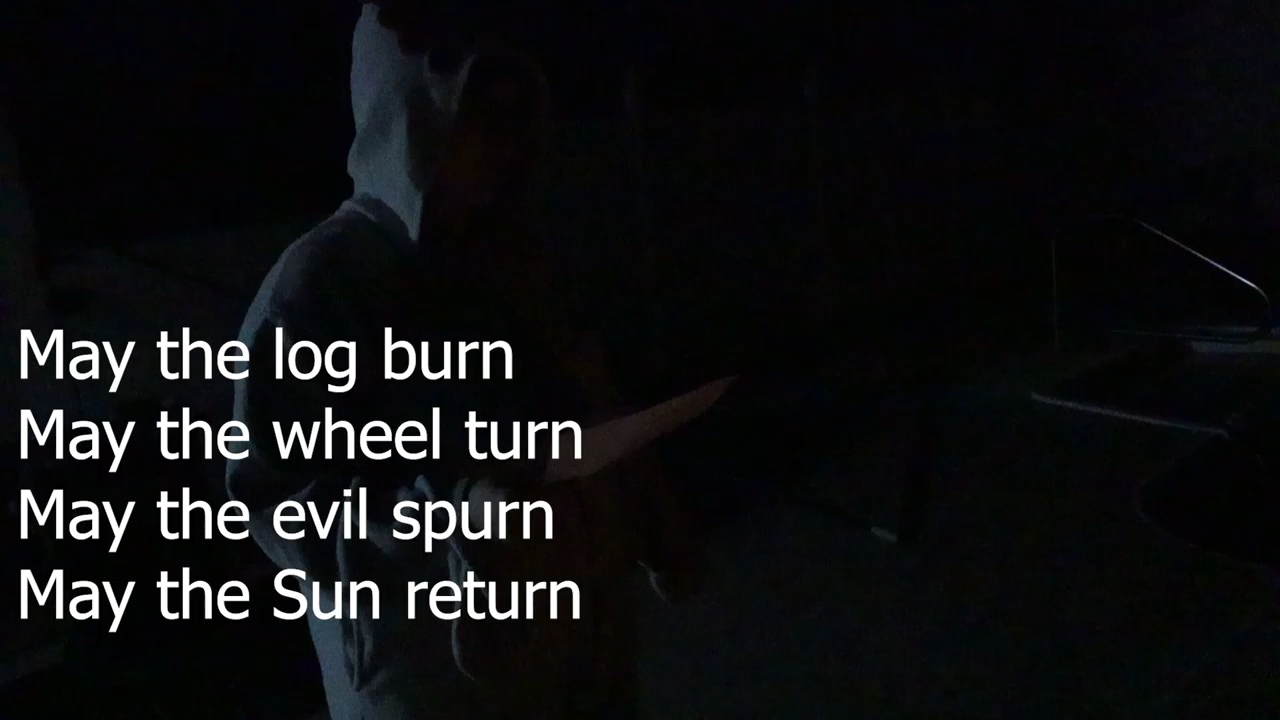 May the log burn
May the wheel turn
May the evil spurn
May the Sun return